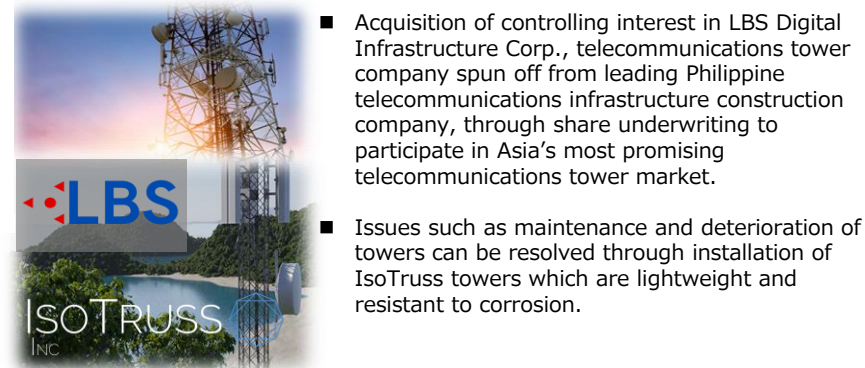 ■ Acquisition of controlling interest in LBS Digital
Infrastructure Corp., telecommunications tower
company spun off from leading Philippine
telecommunications infrastructure construction
company, through share underwriting to
participate in Asia’s most promising
telecommunications tower market.
■ Issues such as maintenance and deterioration of
towers can be resolved through installation of
IsoTruss towers which are lightweight and
resistant to corrosion.
LBS
ISOTRUSS
INC